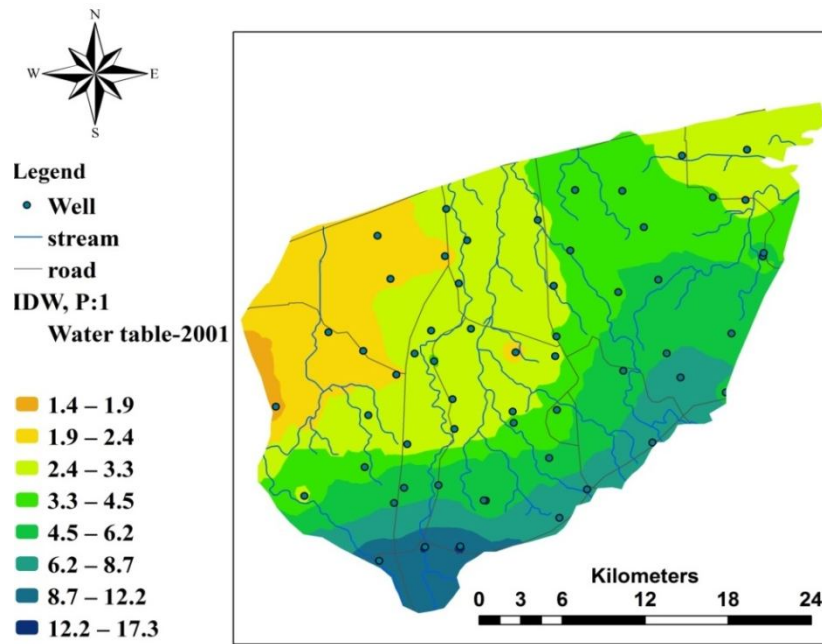 N
W E
S
Legend
Well
stream
road
IDW, P:1
Water table-2001
1.4 – 1.9
1.9 – 2.4
2.4 – 3.3
3.3 – 4.5
4.5 – 6.2
6.2 – 8.7
8.7 – 12.2
12.2 – 17.3
Kilometers
0 3 6 12 18 24